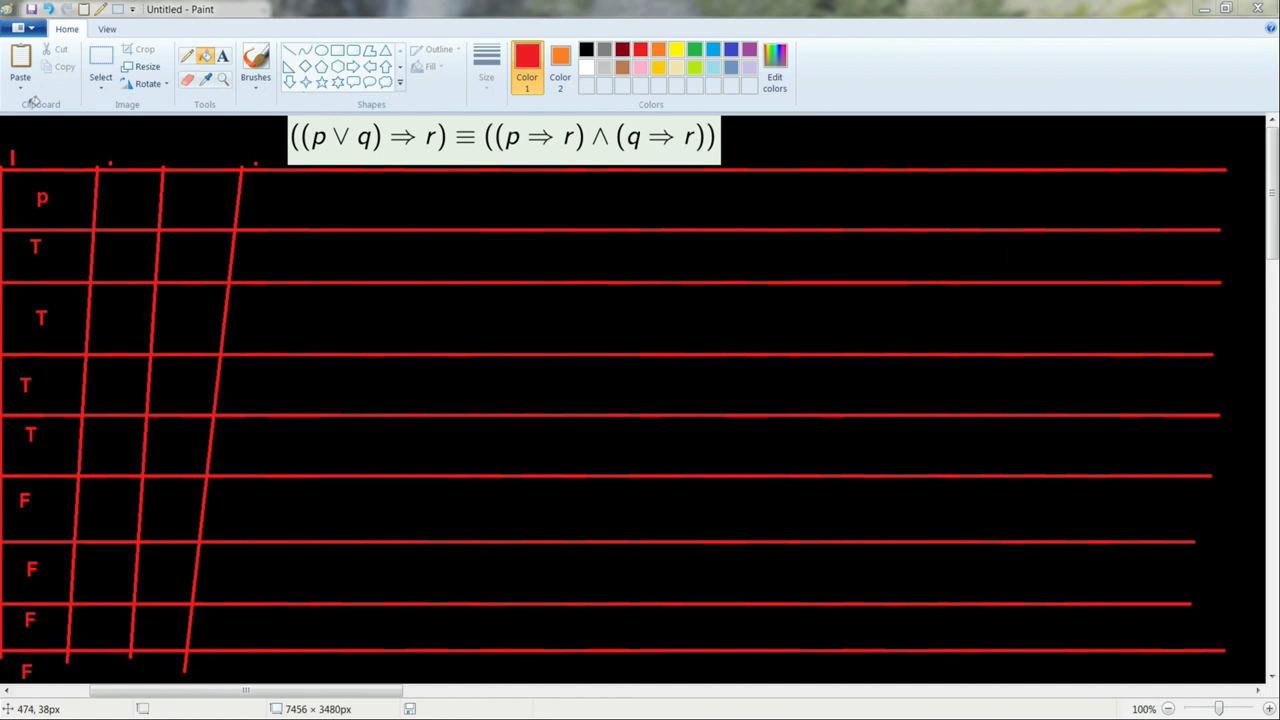 Untitled - Paint
Home View
Paste
Cut
Copy
Clipboard
Select
Crop
Resize
Rotate
Image
A
Tools
Brushes
Outline
Fill
Shapes
Size
Color 1
Color 2
Edit colors
Colors
((p ∨ q) ⇒ r) ≡ ((p ⇒ r) ∧ (q ⇒ r))
p
T
T
T
T
F
F
F
F
474, 38px
7456 × 3480px
100%